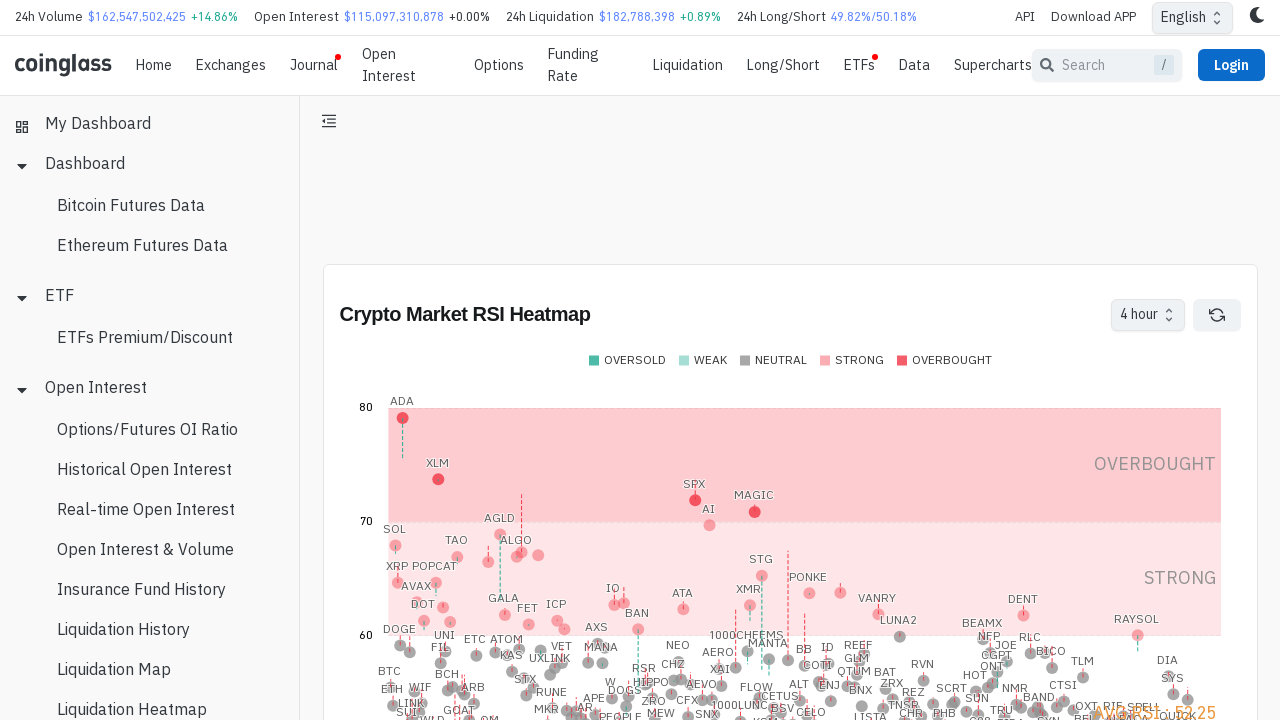 24h Volume $162,547,502,425 +14.86% Open Interest $115,097,310,878 +0.00% 24h Liquidation $182,788,398 +0.89% 24h Long/Short 49.82%/50.18% API Download APP English
coinglass Home Exchanges Journal Open Interest Options Funding Rate Liquidation Long/Short ETFs Data Supercharts Search / Login
My Dashboard
Dashboard
Bitcoin Futures Data
Ethereum Futures Data
ETF
ETFs Premium/Discount
Open Interest
Options/Futures OI Ratio
Historical Open Interest
Real-time Open Interest
Open Interest & Volume
Insurance Fund History
Liquidation History
Liquidation Map
Liquidation Heatmap
Crypto Market RSI Heatmap
4 hour
OVERSOLD WEAK NEUTRAL STRONG OVERBOUGHT
80
ADA
XLM
OVERBOUGHT
SPX
MAGIC
AI
70
AGLD
SOL
TAO
ALGO
STG
XRP POPCAT
PONKE
STRONG
AVAX
IO
XMR
ATA
GALA
VANRY
DENT
DOT
FET
ICP
BAN
LUNA2
BEAMX
RAYSOL
DOGE
AXS
60
UNI
1000CHEEMS
NFP
RLC
ETC ATOM
MANTA
FIL
MANA
NEO
BB
ID
REEF
JOE
VET
AERO
BICO
KAS
UXLINK
CGPT
GLM
TLM
DIA
BTC
RSR
CHZ
XAI
COTI
RVN
ONT
BCH
QTUM
BAT
HOT
SYS
STX
W
HIPPO
AEVO
ENJ
ZRX
CTSI
ETH
WIF
ARB
RUNE
DOGS
FLOW
BNX
REZ
SCRT
NMR
APE
ZRO
CFX
CETUS
TNSR
SUN
BAND
LINK
GOAT
MKR
AR
1000LUNC
BSV
CHR
PHB
TRU
OXT
RIF
SPELL
SUI
PEOPLE
MEW
SNX
CELO
LISTA
AVG RSI : 53.25